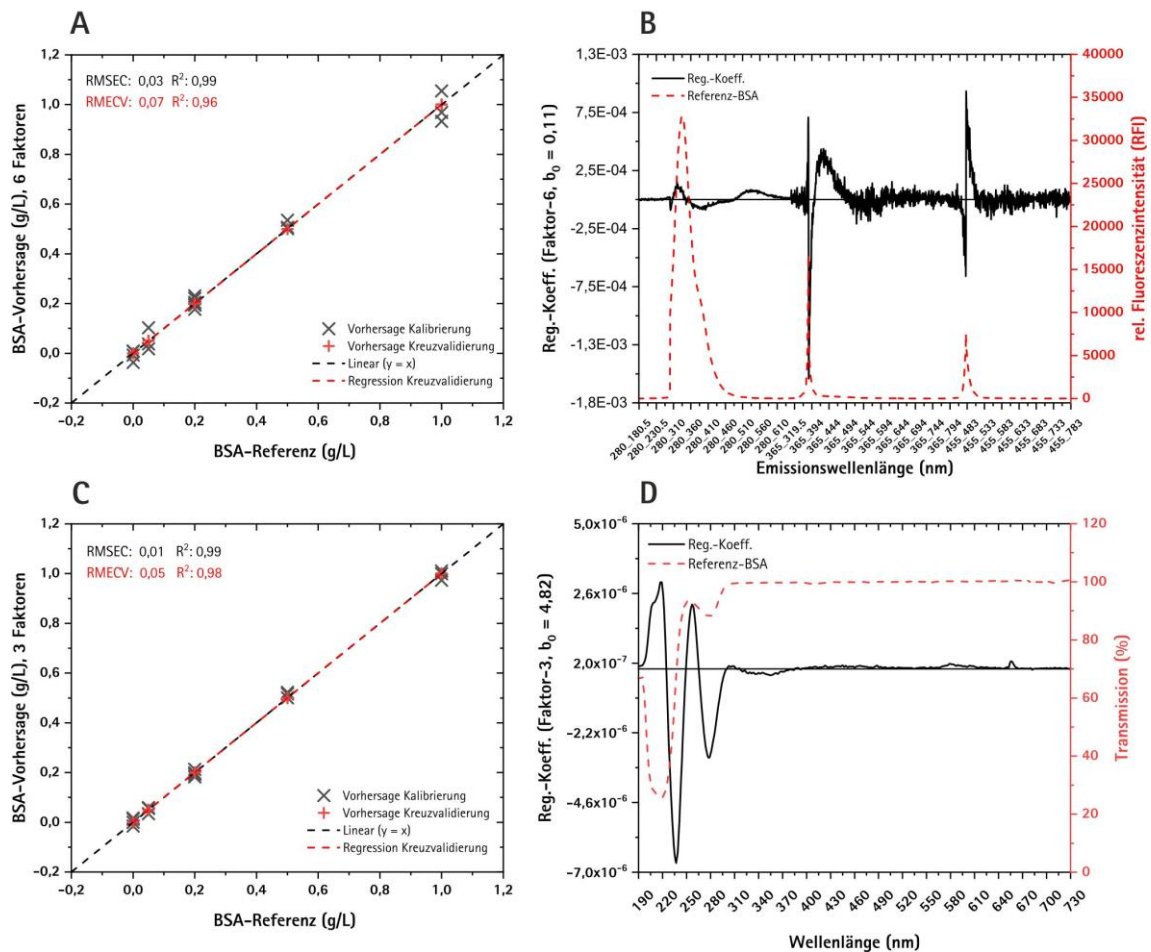 A
BSA-Vorhersage (g/L), 6 Faktoren
1,2
1,0
0,8
0,6
0,4
0,2
0,0
-0,2
RMSEC: 0,03 R²: 0,99
RMECV: 0,07 R²: 0,96
Vorhersage Kalibrierung
Vorhersage Kreuzvalidierung
Linear (y = x)
Regression Kreuzvalidierung
-0,2 0,0 0,2 0,4 0,6 0,8 1,0 1,2
BSA-Referenz (g/L)
B
Reg.-Koeff. (Faktor-6, b₀ = 0,11)
1,3E-03
7,5E-04
2,5E-04
-2,5E-04
-7,5E-04
-1,3E-03
-1,8E-03
Reg.-Koeff.
Referenz-BSA
40000
35000
30000
25000
20000
15000
10000
5000
0
rel. Fluoreszenzintensität (RFI)
280_180.5 280_230.5 280_310 280_360 280_410 280_460 280_510 280_560 280_610 365_319.5 365_394 365_444 365_494 365_544 365_594 365_644 365_694 365_744 365_794 455_483 455_533 455_583 455_633 455_683 455_733 455_783
Emissionswellenlänge (nm)
C
BSA-Vorhersage (g/L), 3 Faktoren
1,2
1,0
0,8
0,6
0,4
0,2
0,0
-0,2
RMSEC: 0,01 R²: 0,99
RMECV: 0,05 R²: 0,98
Vorhersage Kalibrierung
Vorhersage Kreuzvalidierung
Linear (y = x)
Regression Kreuzvalidierung
-0,2 0,0 0,2 0,4 0,6 0,8 1,0 1,2
BSA-Referenz (g/L)
D
Reg.-Koeff. (Faktor-3, b₀ = 4,82)
5,0x10⁻⁶
2,6x10⁻⁶
2,0x10⁻⁷
-2,2x10⁻⁶
-4,6x10⁻⁶
-7,0x10⁻⁶
Reg.-Koeff.
Referenz-BSA
120
100
80
60
40
20
0
Transmission (%)
190 220 250 280 310 340 370 400 430 460 490 520 550 580 610 640 670 700 730
Wellenlänge (nm)